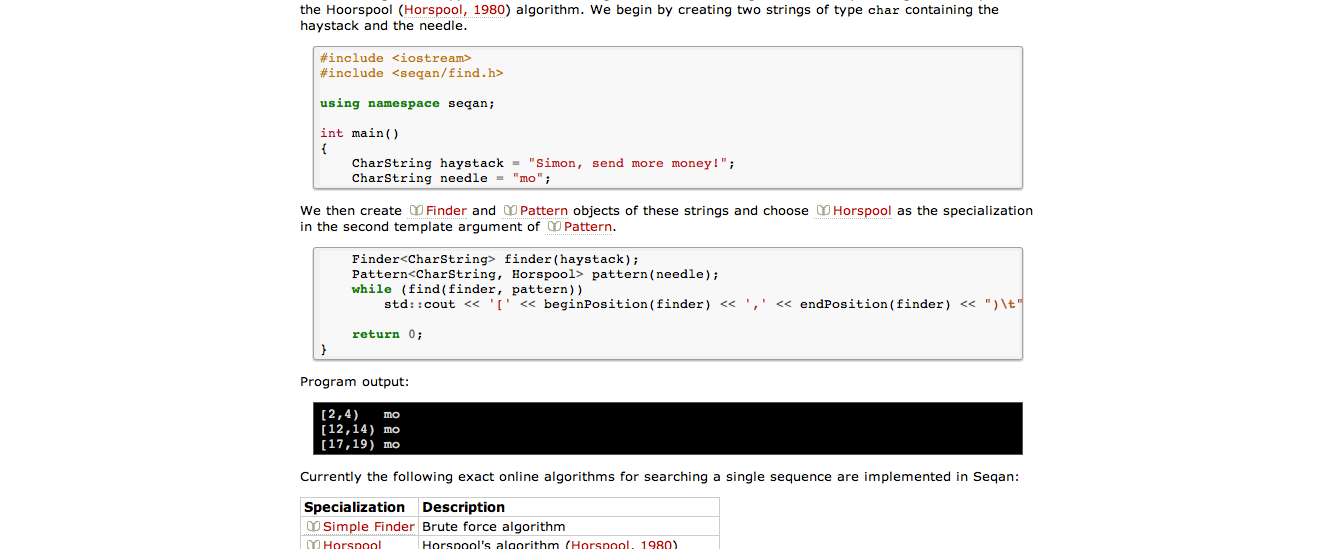 the Hoorspool (Horspool, 1980) algorithm. We begin by creating two strings of type char containing the
haystack and the needle.
#include <iostream>
#include <seqan/find.h>
using namespace seqan;
int main()
{
    CharString haystack = "Simon, send more money!";
    CharString needle = "mo";
We then create Finder and Pattern objects of these strings and choose Horspool as the specialization
in the second template argument of Pattern.
    Finder<CharString> finder(haystack);
    Pattern<CharString, Horspool> pattern(needle);
    while (find(finder, pattern))
        std::cout << '[' << beginPosition(finder) << ',' << endPosition(finder) << ")\t"
    return 0;
}
Program output:
[2,4)   mo
[12,14) mo
[17,19) mo
Currently the following exact online algorithms for searching a single sequence are implemented in Seqan:
Specialization Description
Simple Finder Brute force algorithm
Horspool Horspool's algorithm (Horspool, 1980)